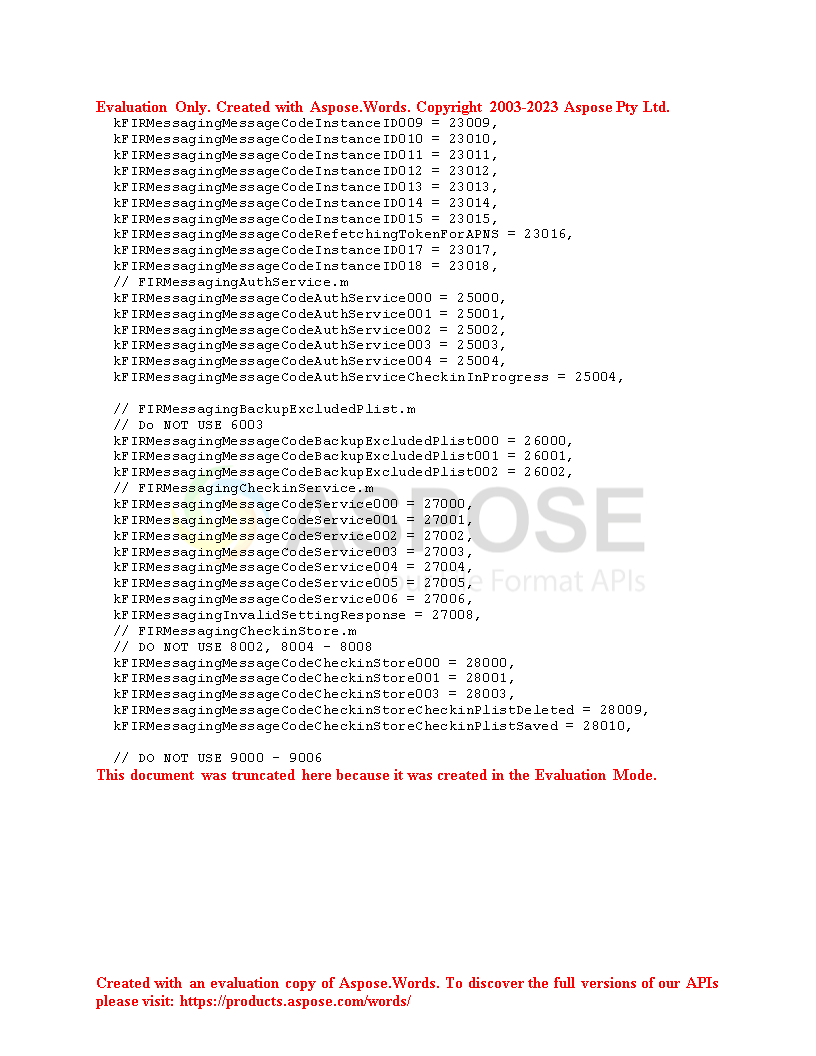 Evaluation Only. Created with Aspose.Words. Copyright 2003-2023 Aspose Pty Ltd.
kFIRMessagingMessageCodeInstanceID009 = 23009,
kFIRMessagingMessageCodeInstanceID010 = 23010,
kFIRMessagingMessageCodeInstanceID011 = 23011,
kFIRMessagingMessageCodeInstanceID012 = 23012,
kFIRMessagingMessageCodeInstanceID013 = 23013,
kFIRMessagingMessageCodeInstanceID014 = 23014,
kFIRMessagingMessageCodeInstanceID015 = 23015,
kFIRMessagingMessageCodeRefetchingTokenForAPNS = 23016,
kFIRMessagingMessageCodeInstanceID017 = 23017,
kFIRMessagingMessageCodeInstanceID018 = 23018,
// FIRMessagingAuthService.m
kFIRMessagingMessageCodeAuthService000 = 25000,
kFIRMessagingMessageCodeAuthService001 = 25001,
kFIRMessagingMessageCodeAuthService002 = 25002,
kFIRMessagingMessageCodeAuthService003 = 25003,
kFIRMessagingMessageCodeAuthService004 = 25004,
kFIRMessagingMessageCodeAuthServiceCheckinInProgress = 25004,
// FIRMessagingBackupExcludedPlist.m
// Do NOT USE 6003
kFIRMessagingMessageCodeBackupExcludedPlist000 = 26000,
kFIRMessagingMessageCodeBackupExcludedPlist001 = 26001,
kFIRMessagingMessageCodeBackupExcludedPlist002 = 26002,
// FIRMessagingCheckinService.m
kFIRMessagingMessageCodeService000 = 27000,
kFIRMessagingMessageCodeService001 = 27001,
kFIRMessagingMessageCodeService002 = 27002,
kFIRMessagingMessageCodeService003 = 27003,
kFIRMessagingMessageCodeService004 = 27004,
kFIRMessagingMessageCodeService005 = 27005,
kFIRMessagingMessageCodeService006 = 27006,
kFIRMessagingInvalidSettingResponse = 27008,
// FIRMessagingCheckinStore.m
// DO NOT USE 8002, 8004 - 8008
kFIRMessagingMessageCodeCheckinStore000 = 28000,
kFIRMessagingMessageCodeCheckinStore001 = 28001,
kFIRMessagingMessageCodeCheckinStore003 = 28003,
kFIRMessagingMessageCodeCheckinStoreCheckinPlistDeleted = 28009,
kFIRMessagingMessageCodeCheckinStoreCheckinPlistSaved = 28010,
// DO NOT USE 9000 - 9006
This document was truncated here because it was created in the Evaluation Mode.
ASPOSE
Format APIs
Created with an evaluation copy of Aspose.Words. To discover the full versions of our APIs
please visit: https://products.aspose.com/words/